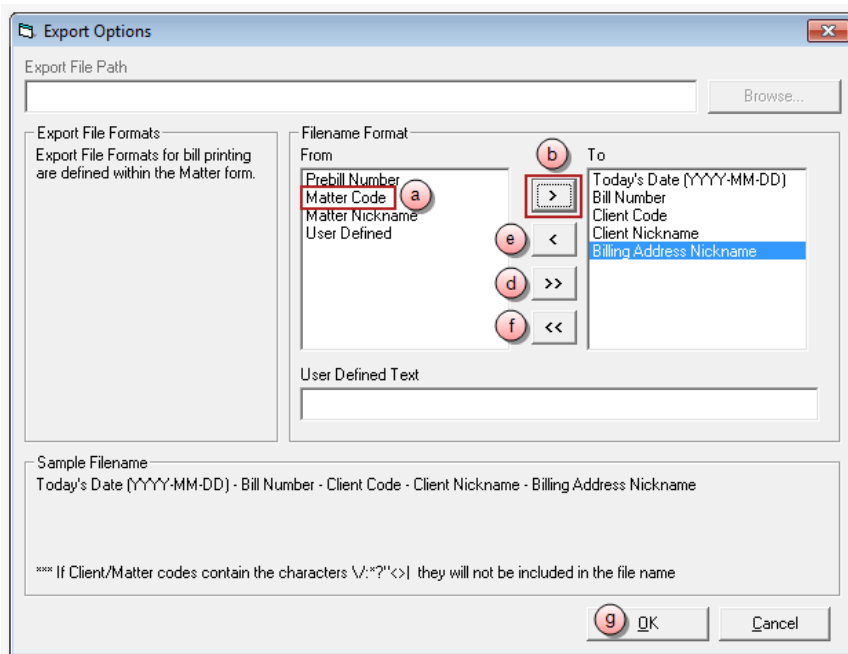 Export Options
Export File Path
Browse...
Export File Formats
Export File Formats for bill printing
are defined within the Matter form.
Filename Format
From
Prebill Number
Matter Code
Matter Nickname
User Defined
a
b
>
e
<
d
>>
f
<<
To
Today's Date (YYYY-MM-DD)
Bill Number
Client Code
Client Nickname
Billing Address Nickname
User Defined Text
Sample Filename
Today's Date (YYYY-MM-DD) - Bill Number - Client Code - Client Nickname - Billing Address Nickname
*** If Client/Matter codes contain the characters \/:*?"<>| they will not be included in the file name
g
OK
Cancel